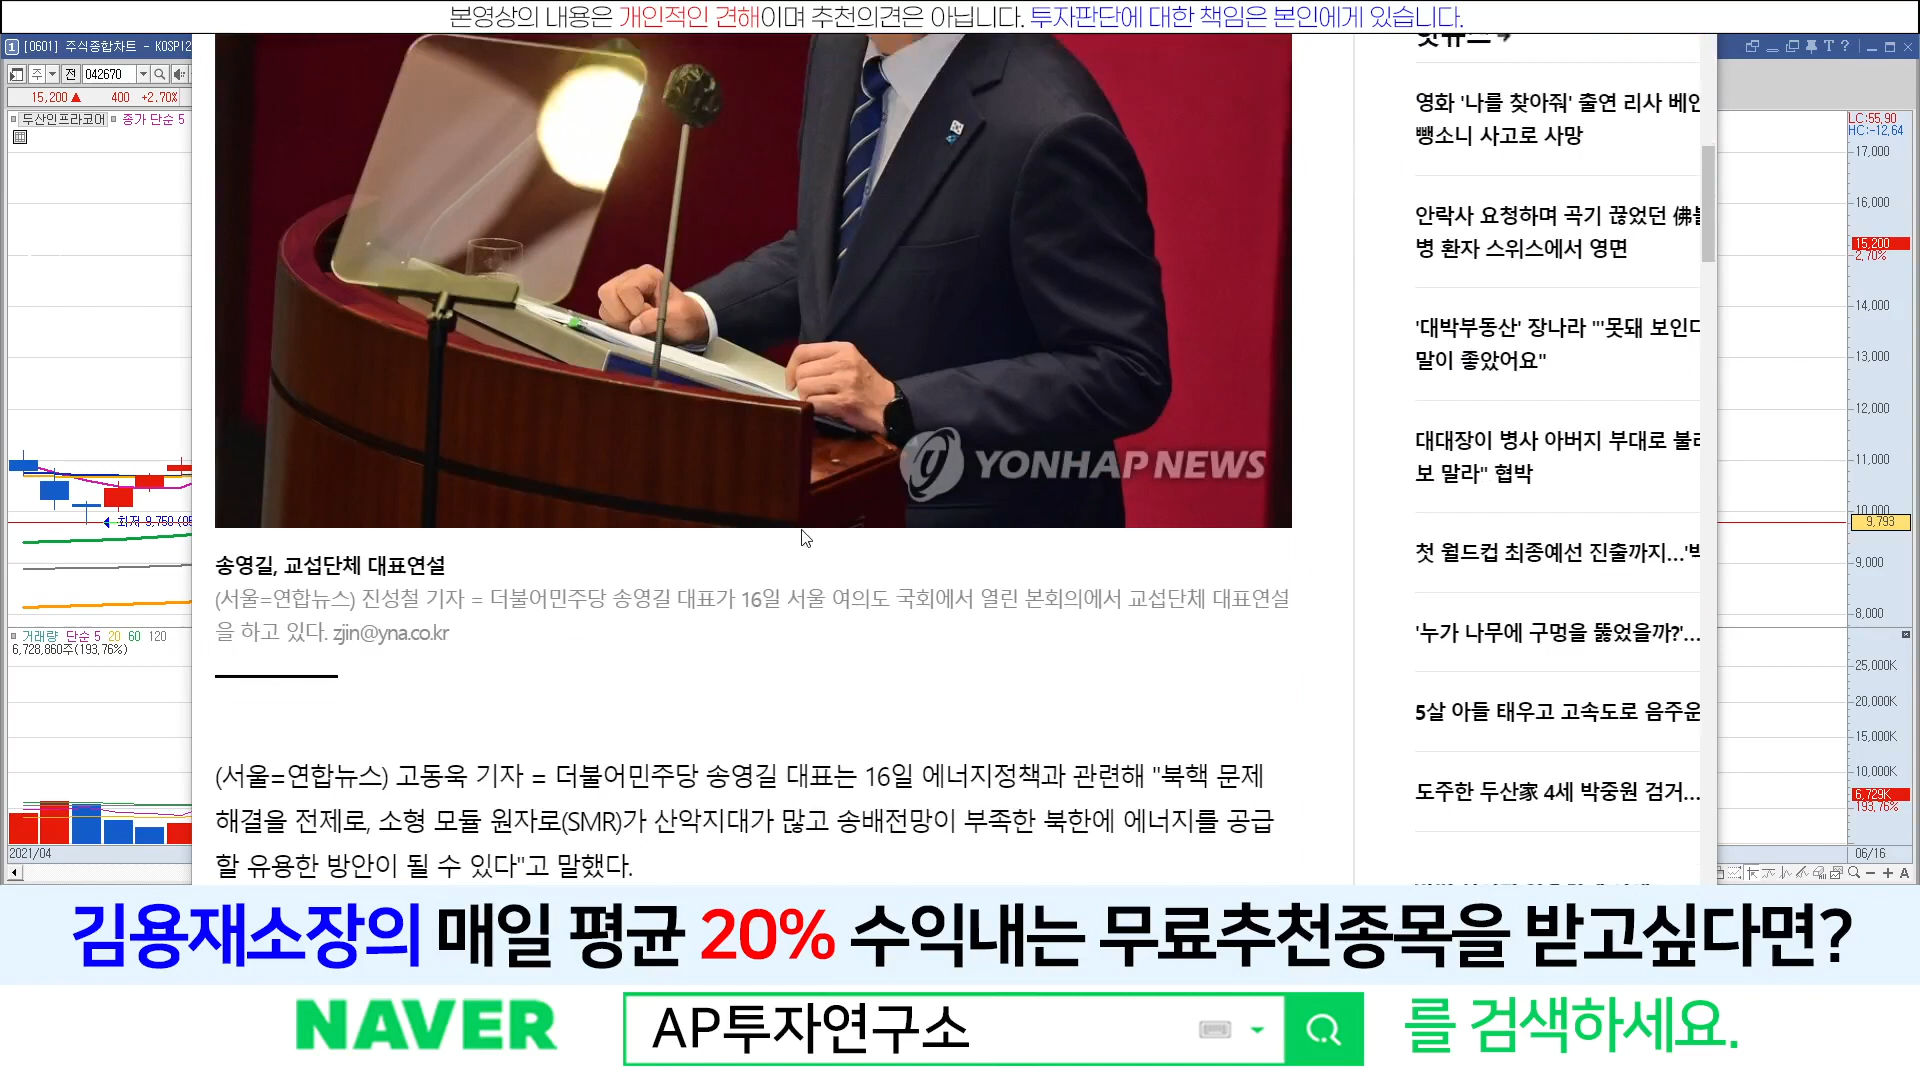 본영상의 내용은 개인적인 견해이며 추천의견은 아닙니다. 투자판단에 대한 책임은 본인에게 있습니다.
1 [0601] 주식종합차트 - KOSPI2
주 전 042670
15,200 ▲ 400 +2.70%
두산인프라코어 종가 단순 5
최저 9,750
거래량 단순 5 20 60 120
6,728,860주(193.76%)
2021/04
YONHAP NEWS
송영길, 교섭단체 대표연설
(서울=연합뉴스) 진성철 기자 = 더불어민주당 송영길 대표가 16일 서울 여의도 국회에서 열린 본회의에서 교섭단체 대표연설
을 하고 있다. zjin@yna.co.kr
(서울=연합뉴스) 고동욱 기자 = 더불어민주당 송영길 대표는 16일 에너지정책과 관련해 "북핵 문제
해결을 전제로, 소형 모듈 원자로(SMR)가 산악지대가 많고 송배전망이 부족한 북한에 에너지를 공급
할 유용한 방안이 될 수 있다"고 말했다.
영화 '나를 찾아줘' 출연 리사 베인
뺑소니 사고로 사망
안락사 요청하며 곡기 끊었던 佛
병 환자 스위스에서 영면
'대박부동산' 장나라 "'못돼 보인다
말이 좋았어요"
대대장이 병사 아버지 부대로 불러
보 말라" 협박
첫 월드컵 최종예선 진출까지…'박
'누가 나무에 구멍을 뚫었을까?'…
5살 아들 태우고 고속도로 음주운
도주한 두산家 4세 박중원 검거…
LC:55.90
HC:-12.64
17,000
16,000
15,200
2.70%
14,000
13,000
12,000
11,000
10,000
9,793
9,000
8,000
25,000K
20,000K
15,000K
10,000K
6,729K
193.76%
06/16
김용재소장의 매일 평균 20% 수익내는 무료추천종목을 받고싶다면?
NAVER AP투자연구소 를 검색하세요.